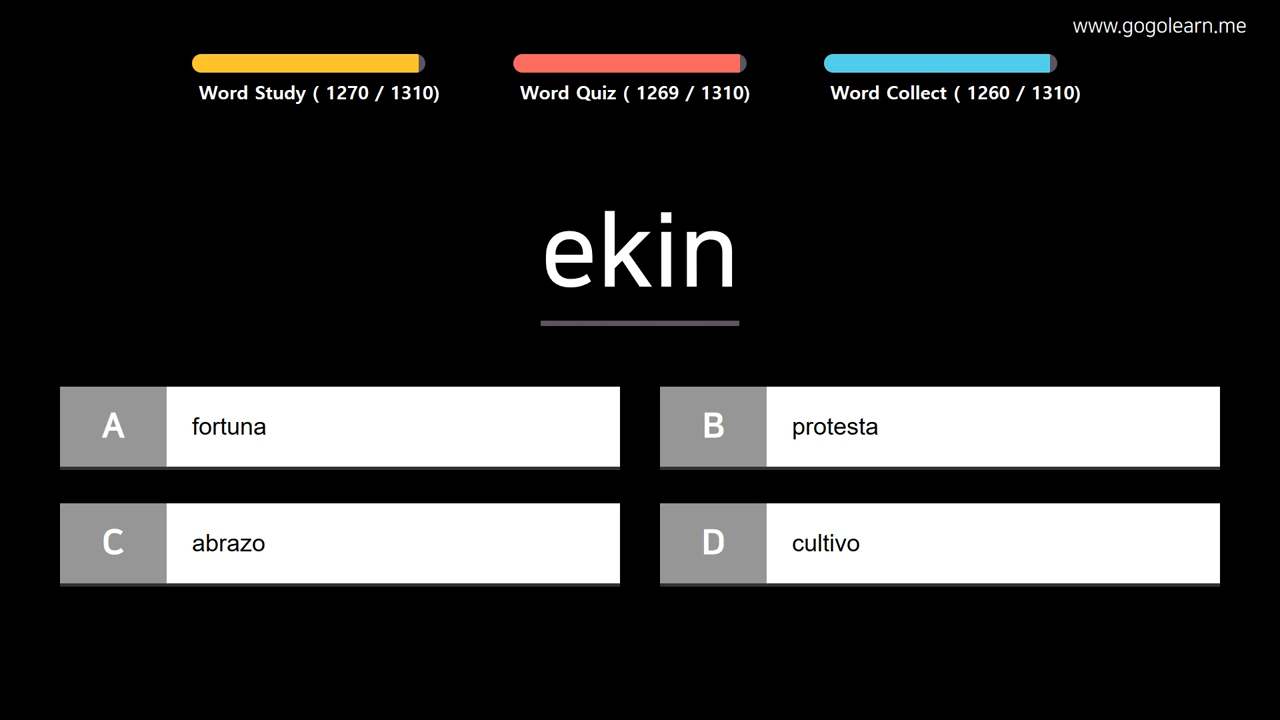 www.gogolearn.me
Word Study ( 1270 / 1310)
Word Quiz ( 1269 / 1310)
Word Collect ( 1260 / 1310)
ekin
A fortuna
B protesta
C abrazo
D cultivo